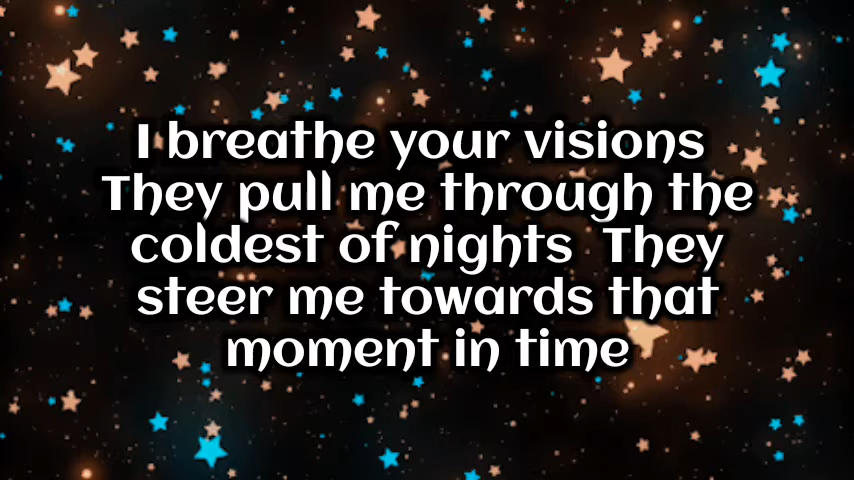 I breathe your visions
They pull me through the
coldest of nights  They
steer me towards that
moment in time